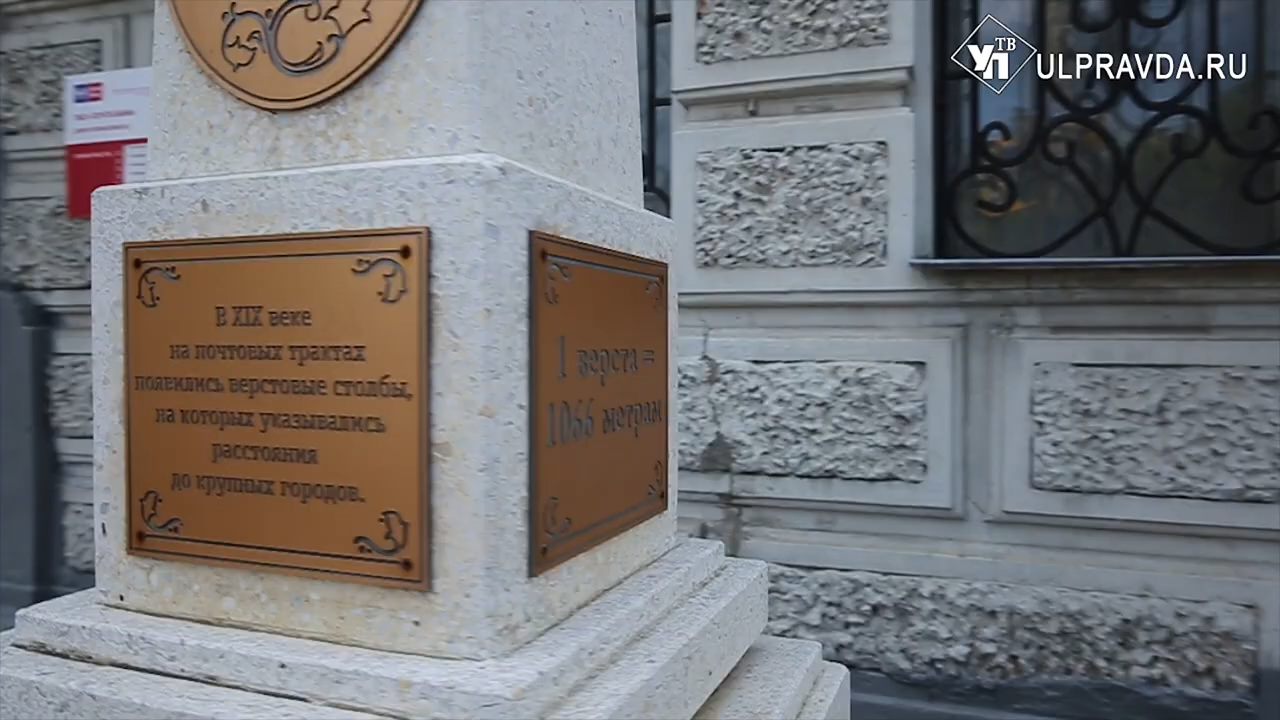 УП ТВ
ULPRAVDA.RU
В XIX веке
на почтовых трактах
появились верстовые столбы,
на которых указывались
расстояния
до крупных городов.
1 верста =
1066 метрам